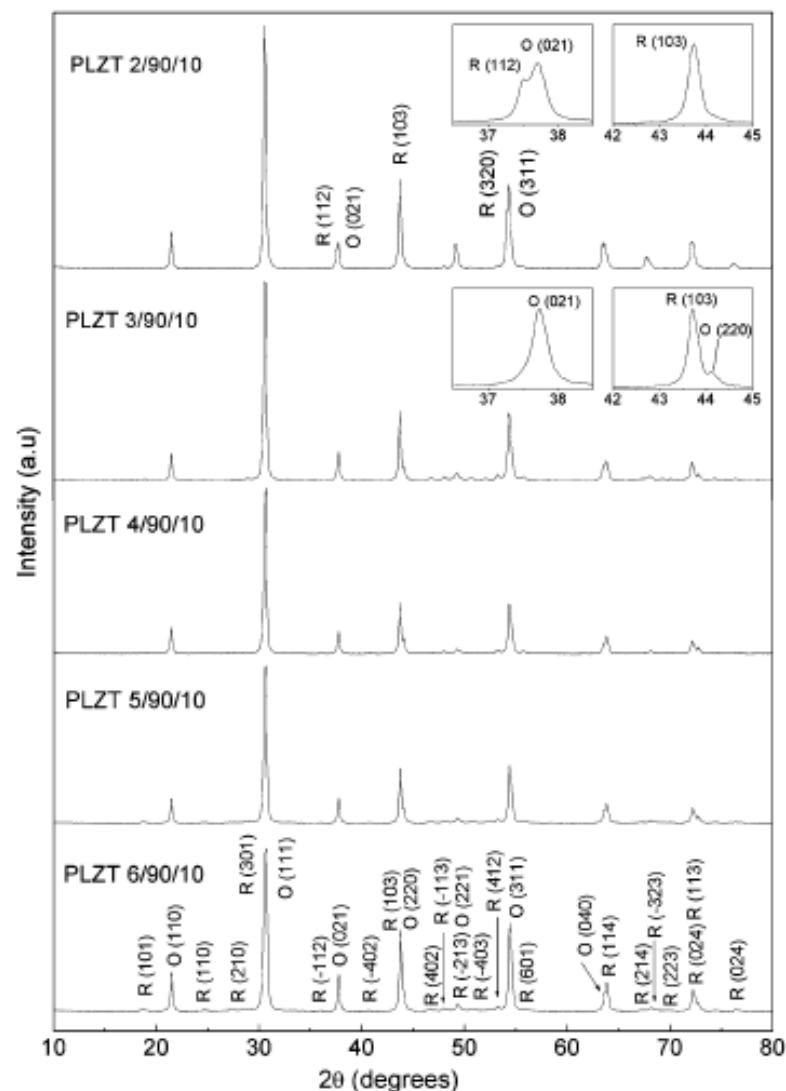 PLZT 2/90/10
R (112)
O (021)
R (103)
37
38
42
43
44
45
R (112)
O (021)
R (103)
R (320)
O (311)
PLZT 3/90/10
O (021)
R (103)
O (220)
37
38
42
43
44
45
PLZT 4/90/10
PLZT 5/90/10
PLZT 6/90/10
R (101)
O (110)
R (110)
R (210)
R (301)
O (111)
R (-112)
O (021)
R (-402)
R (103)
O (220)
R (402)
R (-113)
R (-213)
O (221)
R (-403)
R (412)
O (311)
R (601)
O (040)
R (114)
R (214)
R (-323)
R (223)
R (024)
R (113)
R (024)
Intensity (a.u)
10
20
30
40
50
60
70
80
2θ (degrees)